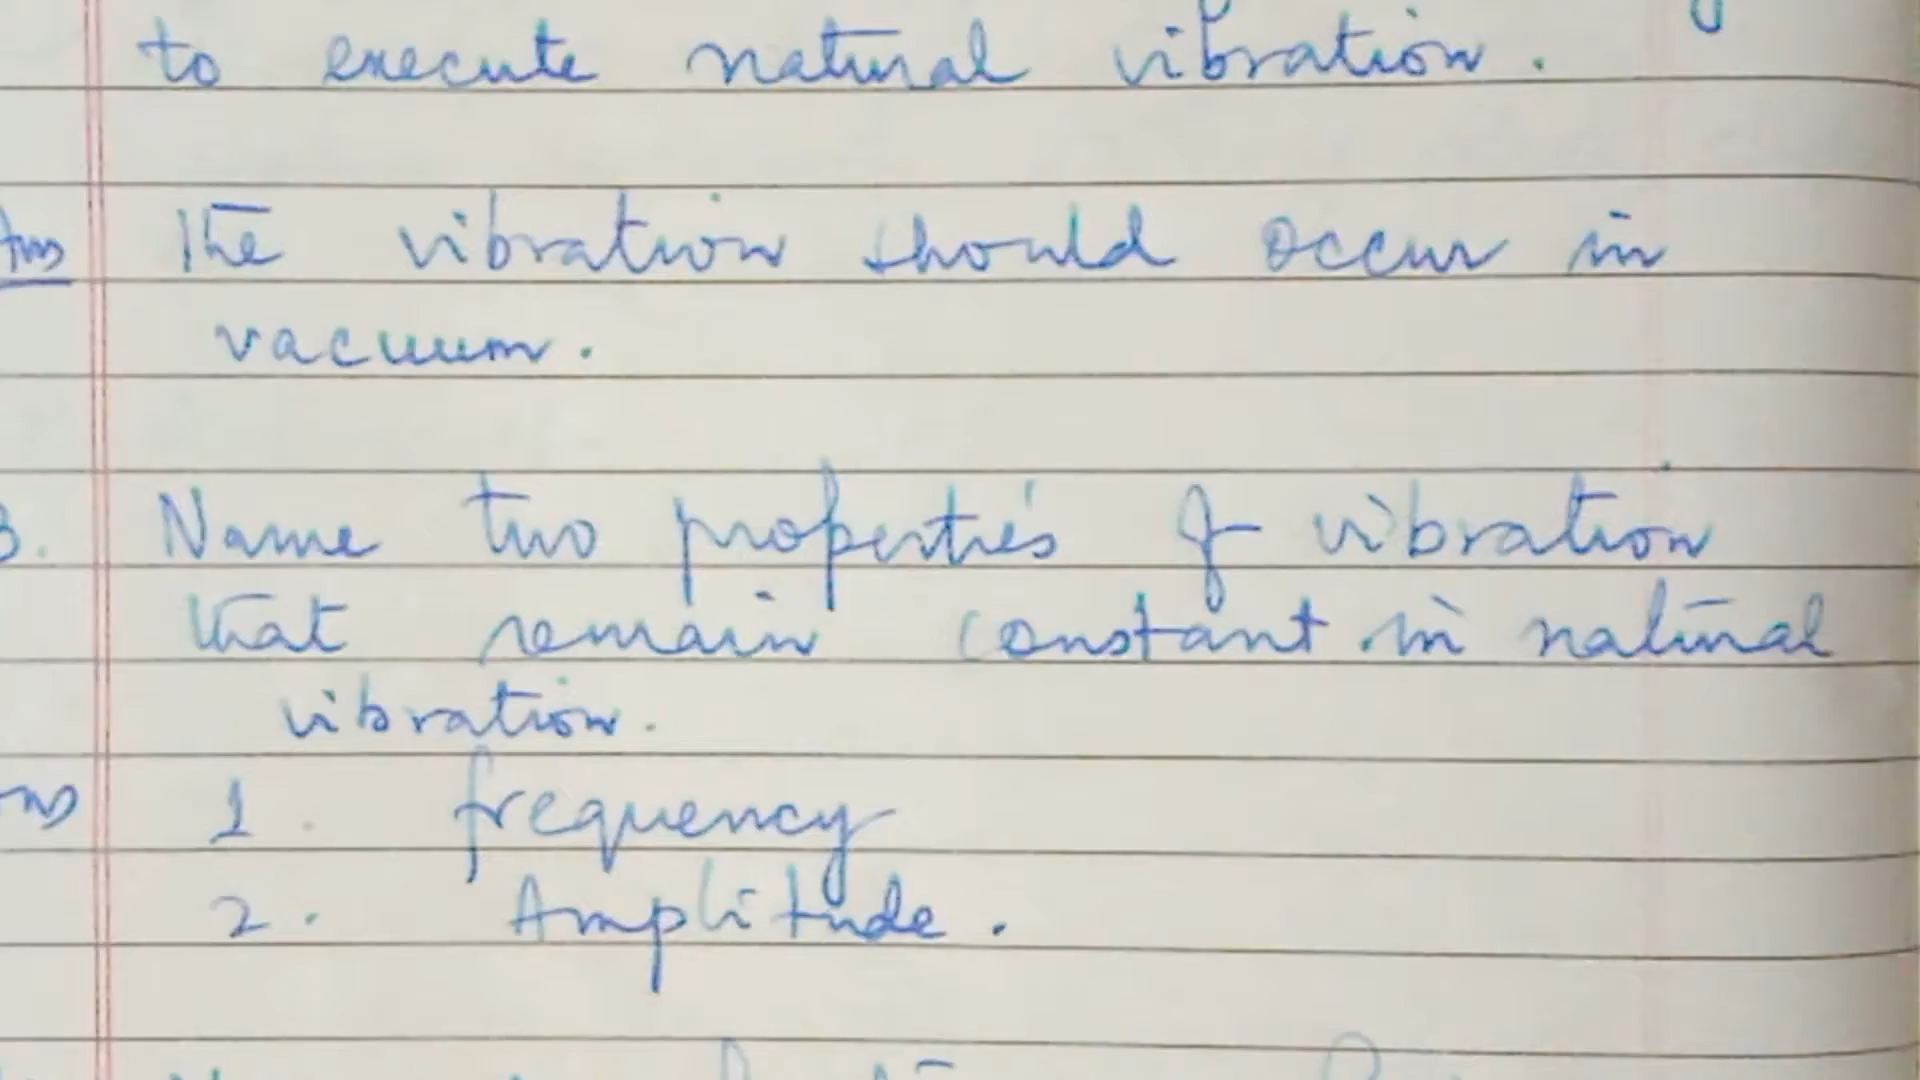 to execute natural vibration.
Ans The vibration should occur in
vacuum.
3. Name two properties of vibration
that remain constant in natural
vibration.
Ans 1. frequency
2. Amplitude.